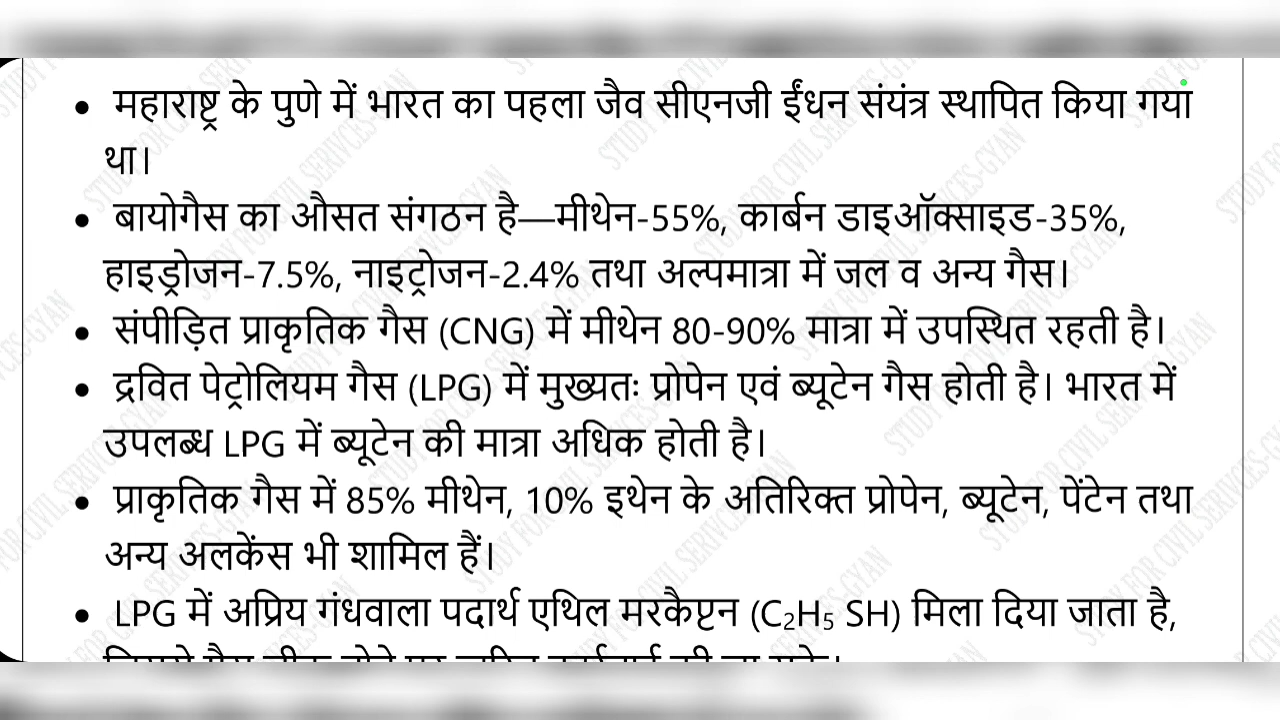 • महाराष्ट्र के पुणे में भारत का पहला जैव सीएनजी ईंधन संयंत्र स्थापित किया गया
था।
• बायोगैस का औसत संगठन है—मीथेन-55%, कार्बन डाइऑक्साइड-35%,
हाइड्रोजन-7.5%, नाइट्रोजन-2.4% तथा अल्पमात्रा में जल व अन्य गैस।
• संपीड़ित प्राकृतिक गैस (CNG) में मीथेन 80-90% मात्रा में उपस्थित रहती है।
• द्रवित पेट्रोलियम गैस (LPG) में मुख्यतः प्रोपेन एवं ब्यूटेन गैस होती है। भारत में
उपलब्ध LPG में ब्यूटेन की मात्रा अधिक होती है।
• प्राकृतिक गैस में 85% मीथेन, 10% इथेन के अतिरिक्त प्रोपेन, ब्यूटेन, पेंटेन तथा
अन्य अलकेंस भी शामिल हैं।
• LPG में अप्रिय गंधवाला पदार्थ एथिल मरकैप्टन (C₂H₅ SH) मिला दिया जाता है,